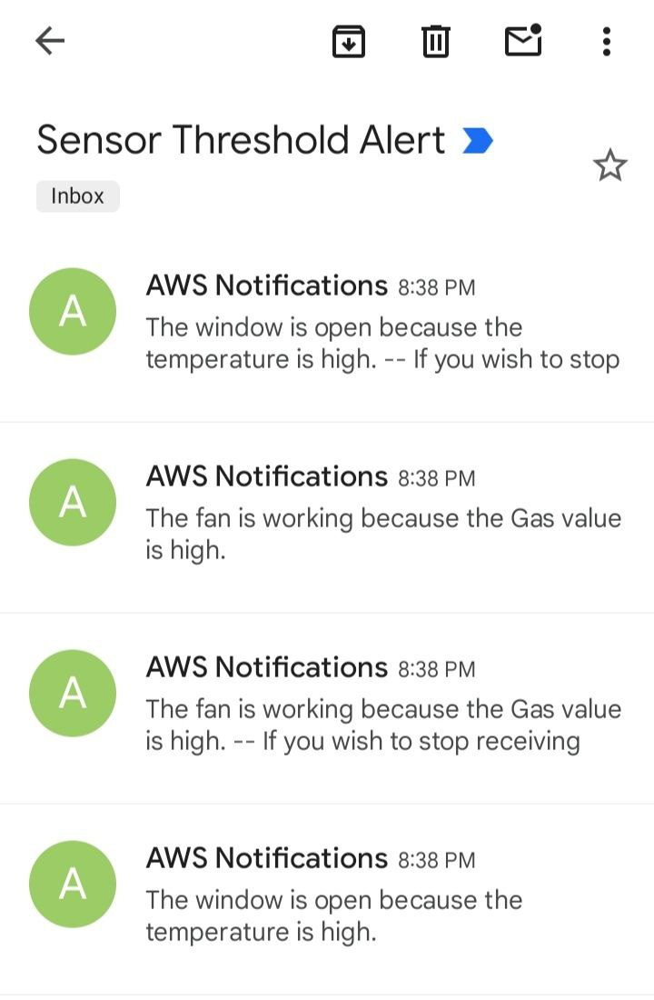 Sensor Threshold Alert
Inbox
A
AWS Notifications 8:38 PM
The window is open because the
temperature is high. -- If you wish to stop
A
AWS Notifications 8:38 PM
The fan is working because the Gas value
is high.
A
AWS Notifications 8:38 PM
The fan is working because the Gas value
is high. -- If you wish to stop receiving
A
AWS Notifications 8:38 PM
The window is open because the
temperature is high.